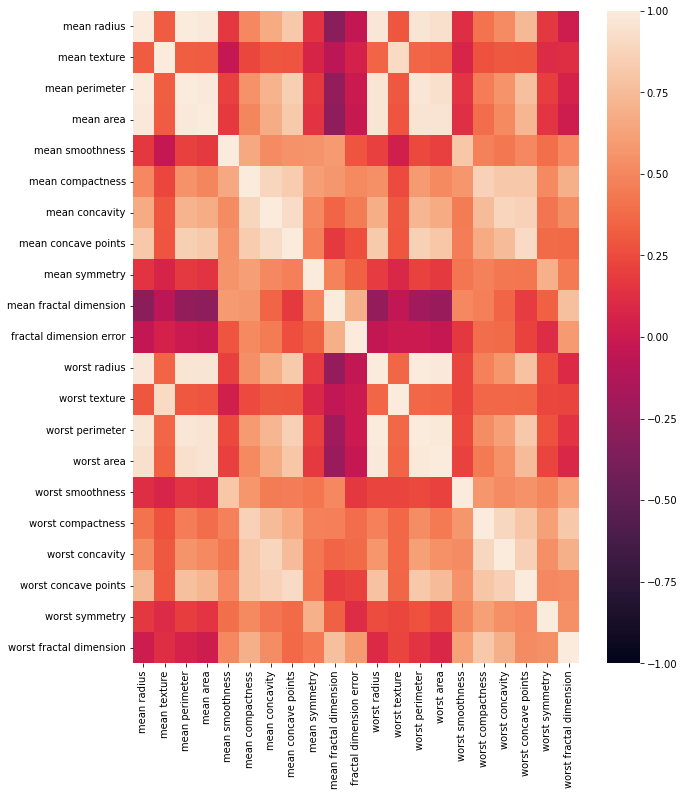 mean radius
mean texture
mean perimeter
mean area
mean smoothness
mean compactness
mean concavity
mean concave points
mean symmetry
mean fractal dimension
fractal dimension error
worst radius
worst texture
worst perimeter
worst area
worst smoothness
worst compactness
worst concavity
worst concave points
worst symmetry
worst fractal dimension
mean radius
mean texture
mean perimeter
mean area
mean smoothness
mean compactness
mean concavity
mean concave points
mean symmetry
mean fractal dimension
fractal dimension error
worst radius
worst texture
worst perimeter
worst area
worst smoothness
worst compactness
worst concavity
worst concave points
worst symmetry
worst fractal dimension
1.00
0.75
0.50
0.25
0.00
−0.25
−0.50
−0.75
−1.00